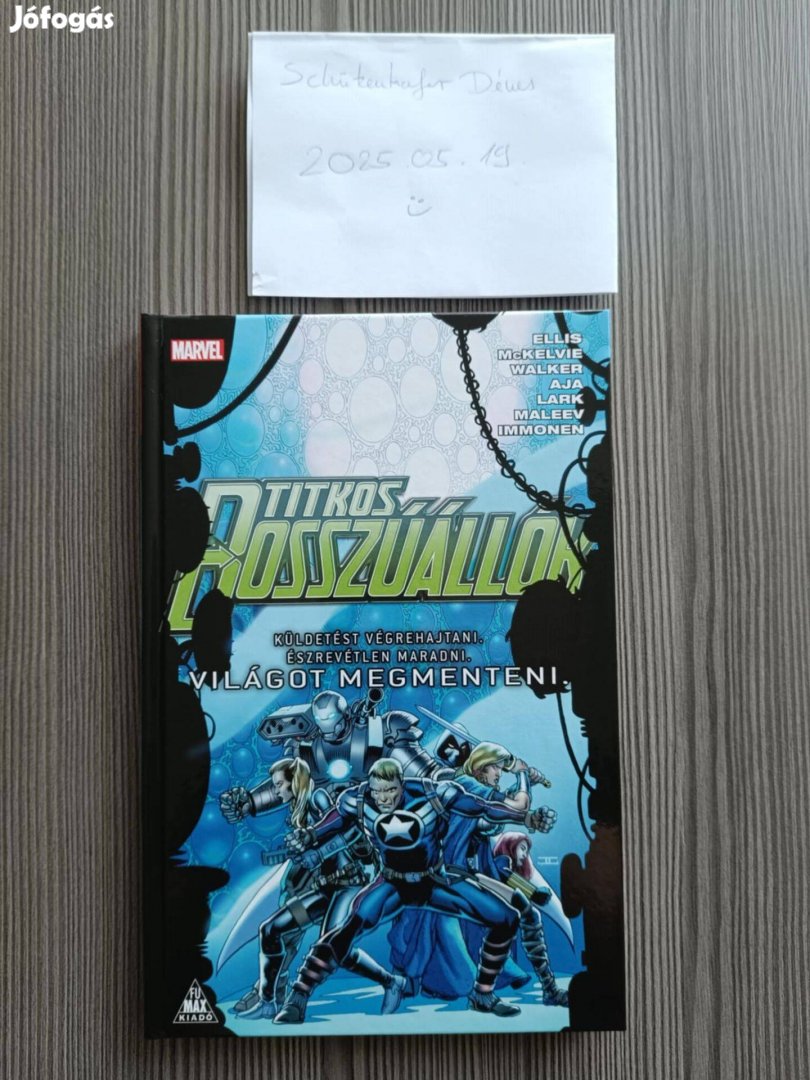 Jófogás
Schütenhofer Dénes
2025.05.19.
MARVEL
ELLIS
McKELVIE
WALKER
AJA
LARK
MALEEV
IMMONEN
TITKOS
BOSSZÚÁLLÓK
KÜLDETÉST VÉGREHAJTANI.
ÉSZREVÉTLEN MARADNI.
VILÁGOT MEGMENTENI.
FU
MAX
KIADÓ